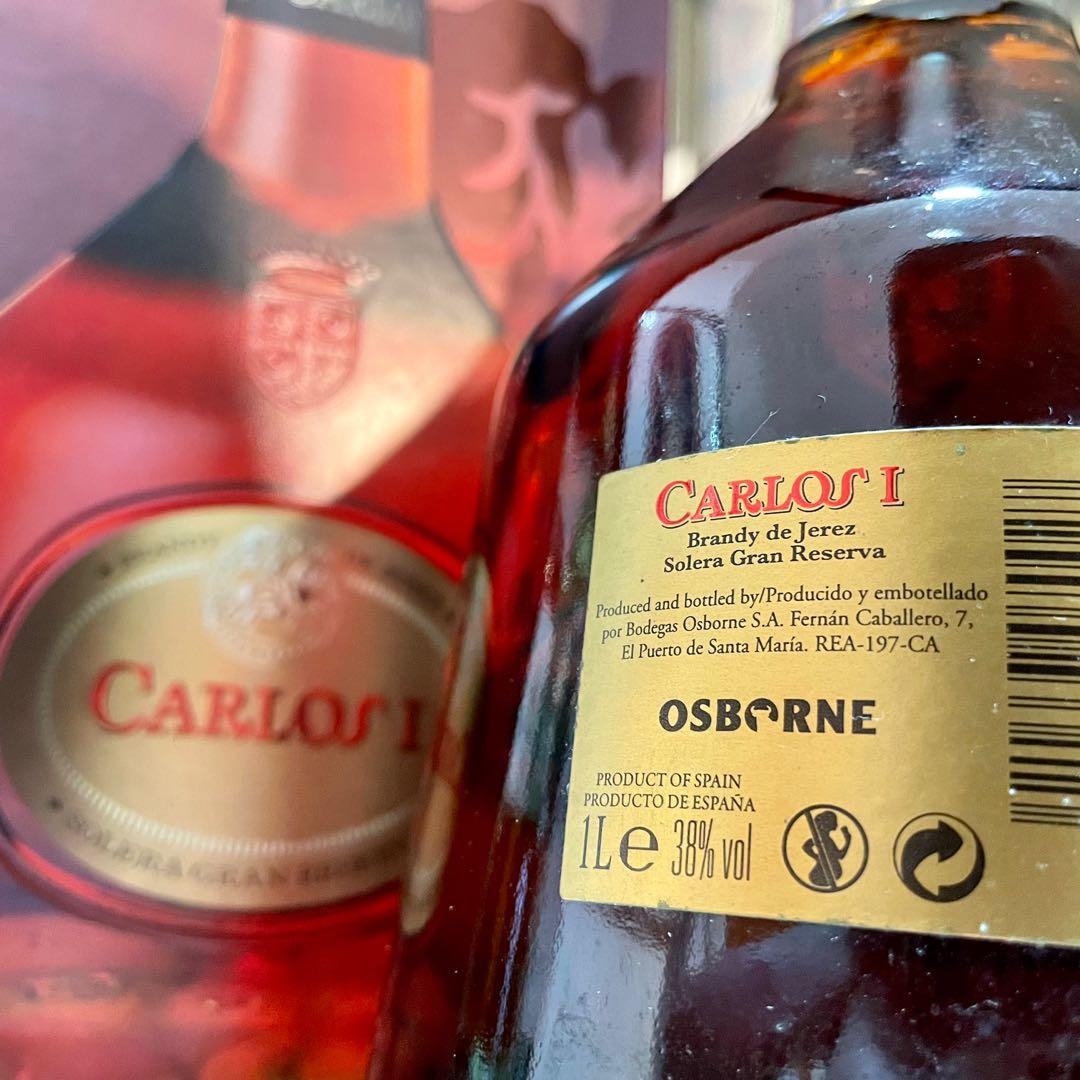 CARLOS I
SOLERA GRAN
CARLOS I
Brandy de Jerez
Solera Gran Reserva
Produced and bottled by/Producido y embotellado
por Bodegas Osborne S.A. Fernán Caballero, 7,
El Puerto de Santa María. REA-197-CA
OSBORNE
PRODUCT OF SPAIN
PRODUCTO DE ESPAÑA
1L e 38% vol